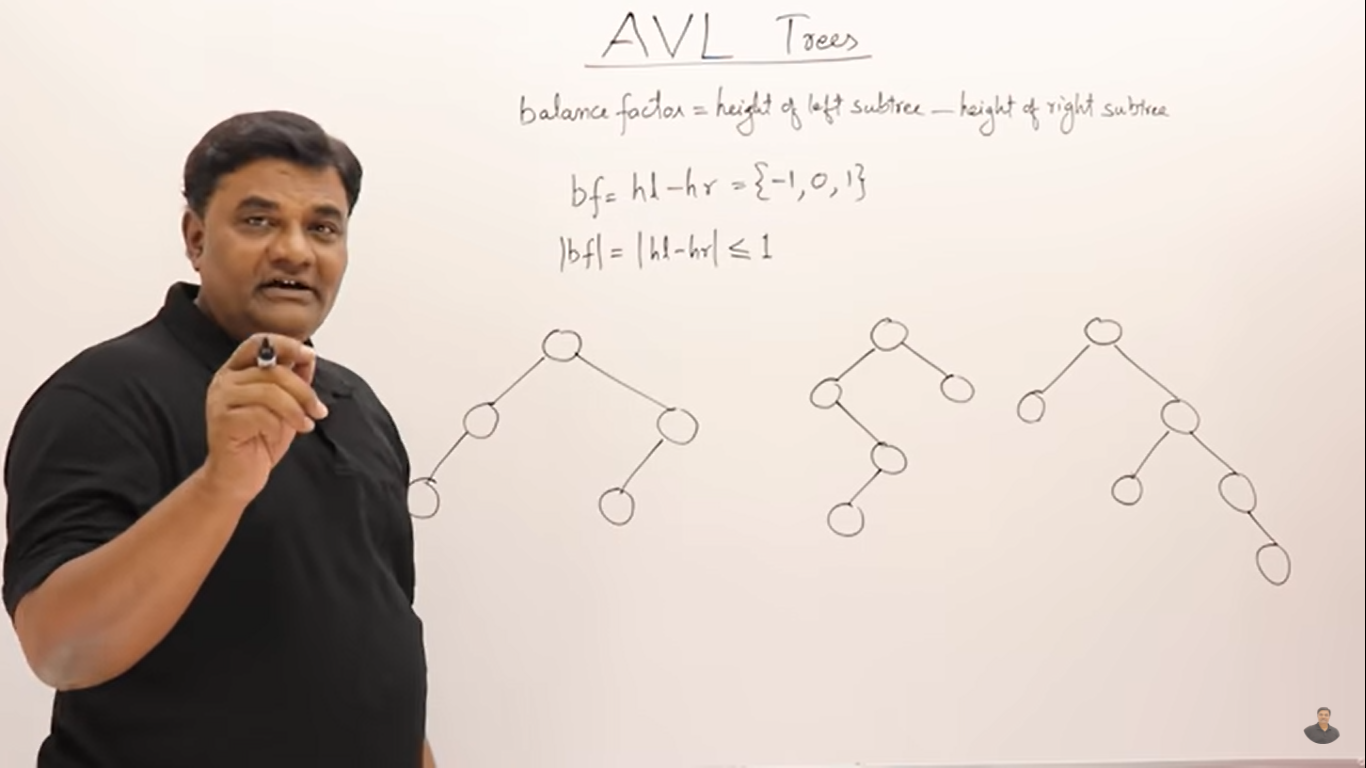 AVL Trees
balance factor = height of left subtree – height of right subtree
bf= hl-hr = {-1, 0, 1}
|bf| = |hl-hr| ≤ 1